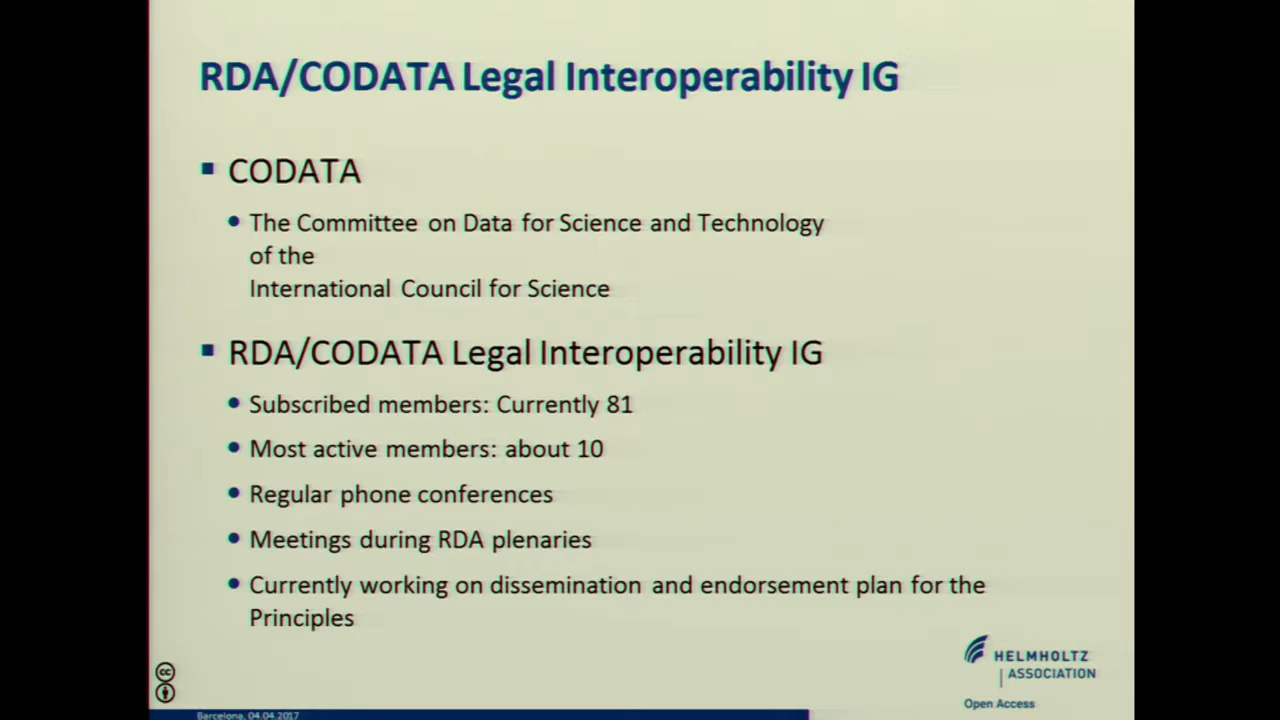 RDA/CODATA Legal Interoperability IG
CODATA
The Committee on Data for Science and Technology
of the
International Council for Science
RDA/CODATA Legal Interoperability IG
Subscribed members: Currently 81
Most active members: about 10
Regular phone conferences
Meetings during RDA plenaries
Currently working on dissemination and endorsement plan for the
Principles
HELMHOLTZ
ASSOCIATION
Open Access
cc
Barcelona, 04.04.2017